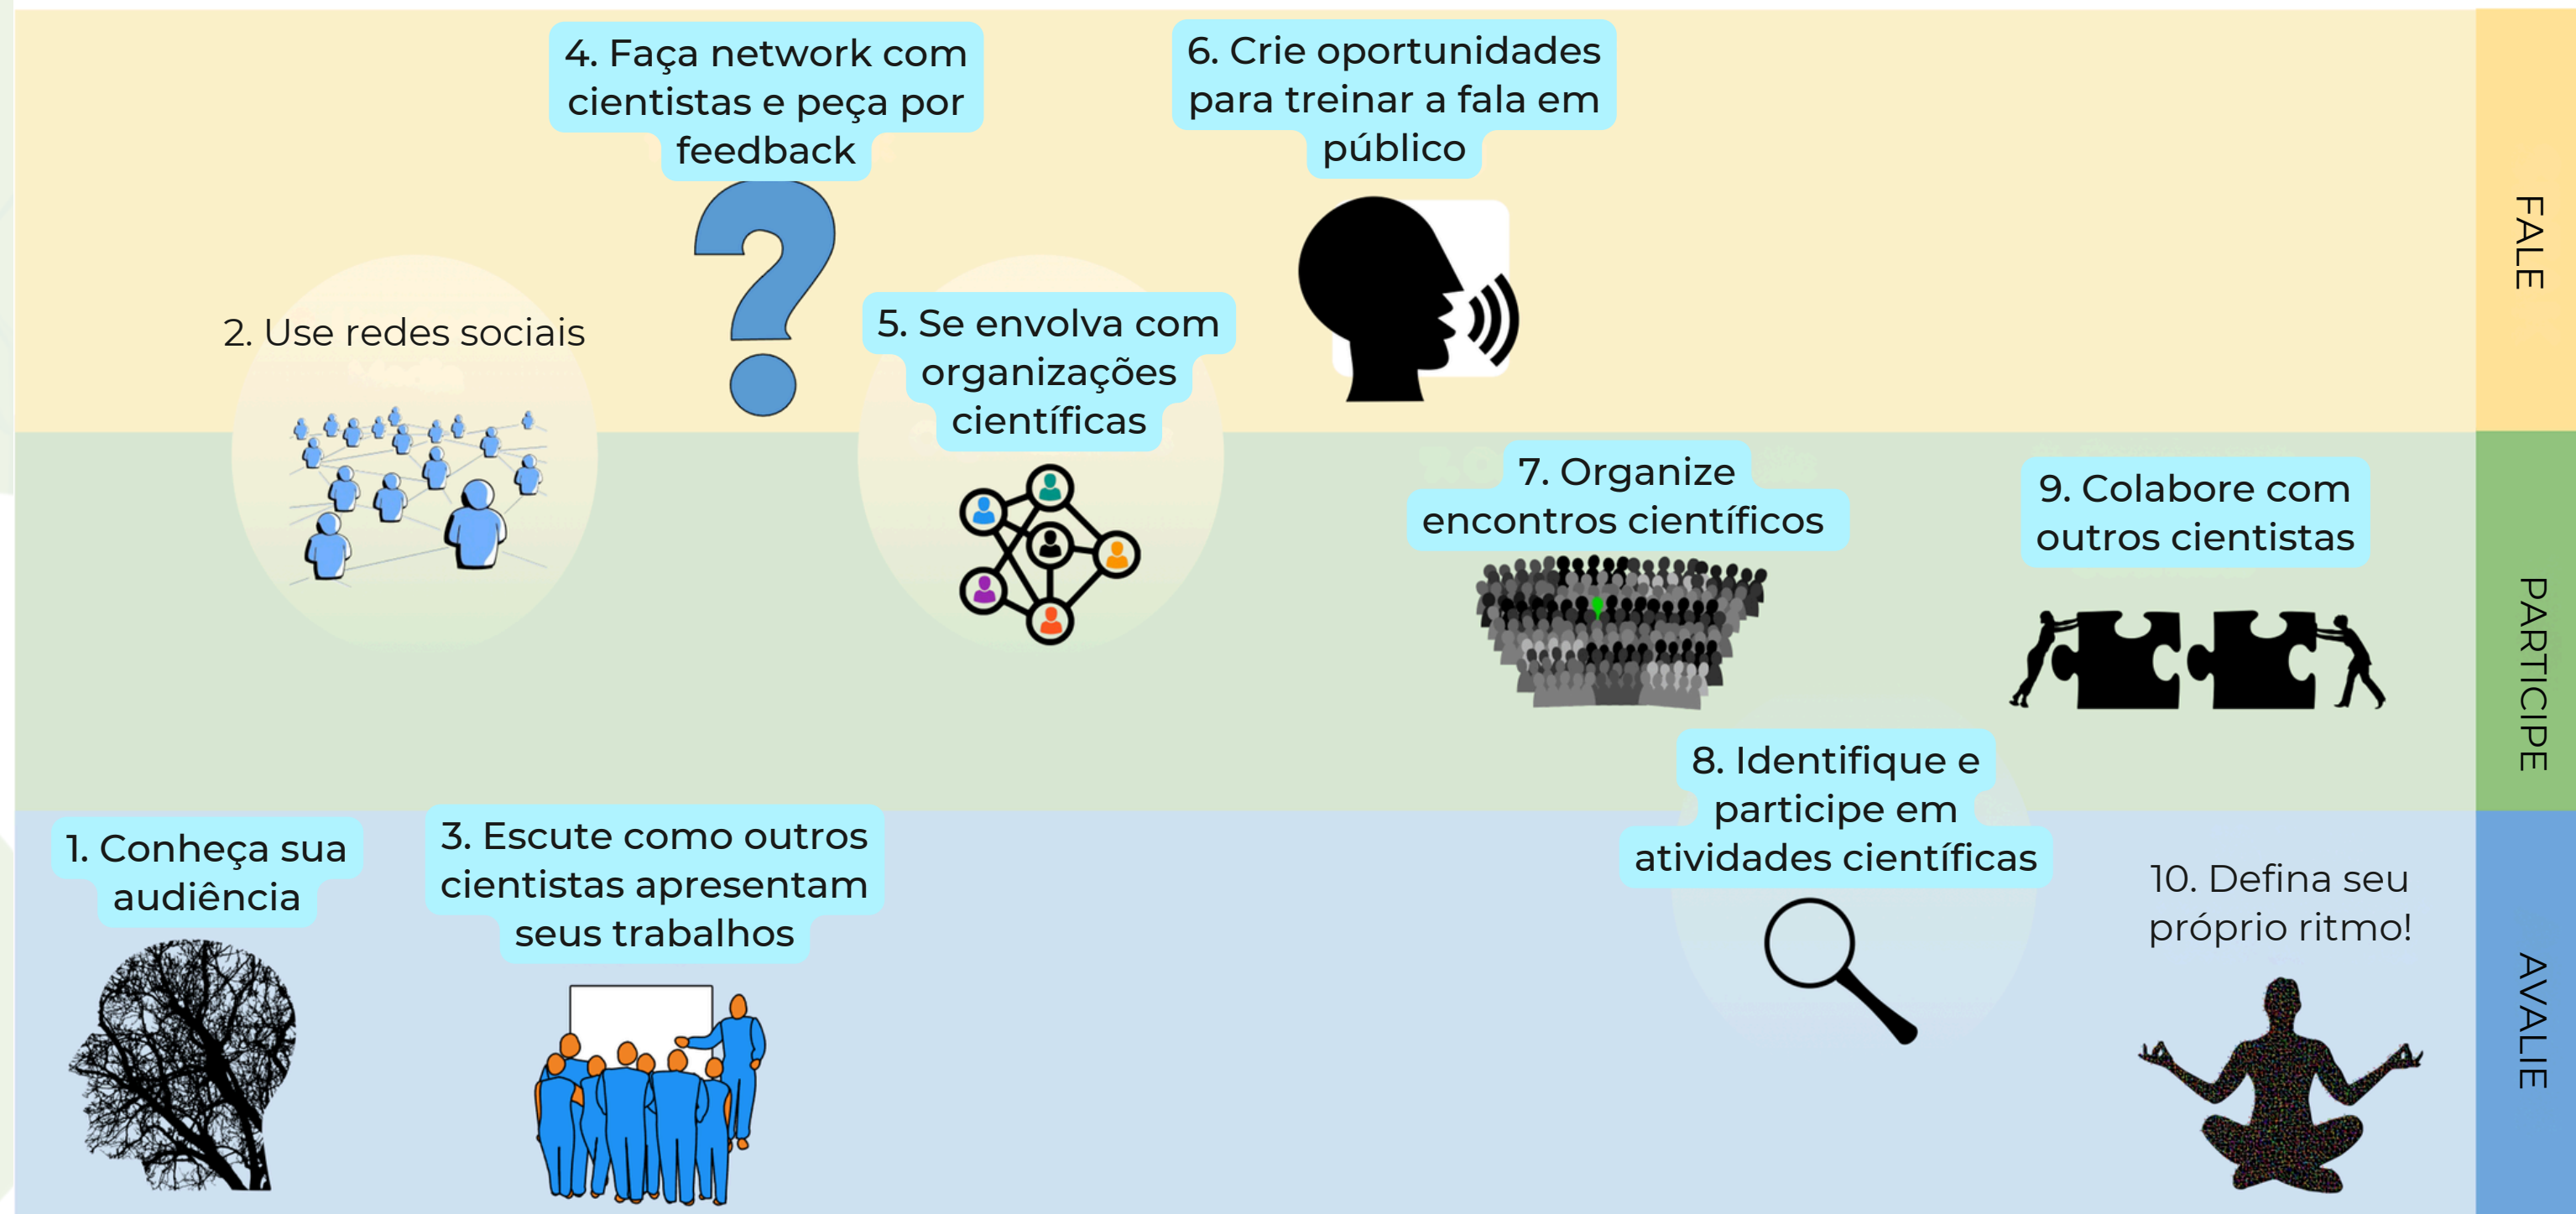 1. Conheça sua
audiência
2. Use redes sociais
3. Escute como outros
cientistas apresentam
seus trabalhos
4. Faça network com
cientistas e peça por
feedback
5. Se envolva com
organizações
científicas
6. Crie oportunidades
para treinar a fala em
público
7. Organize
encontros científicos
8. Identifique e
participe em
atividades científicas
9. Colabore com
outros cientistas
10. Defina seu
próprio ritmo!
FALE
PARTICIPE
AVALIE